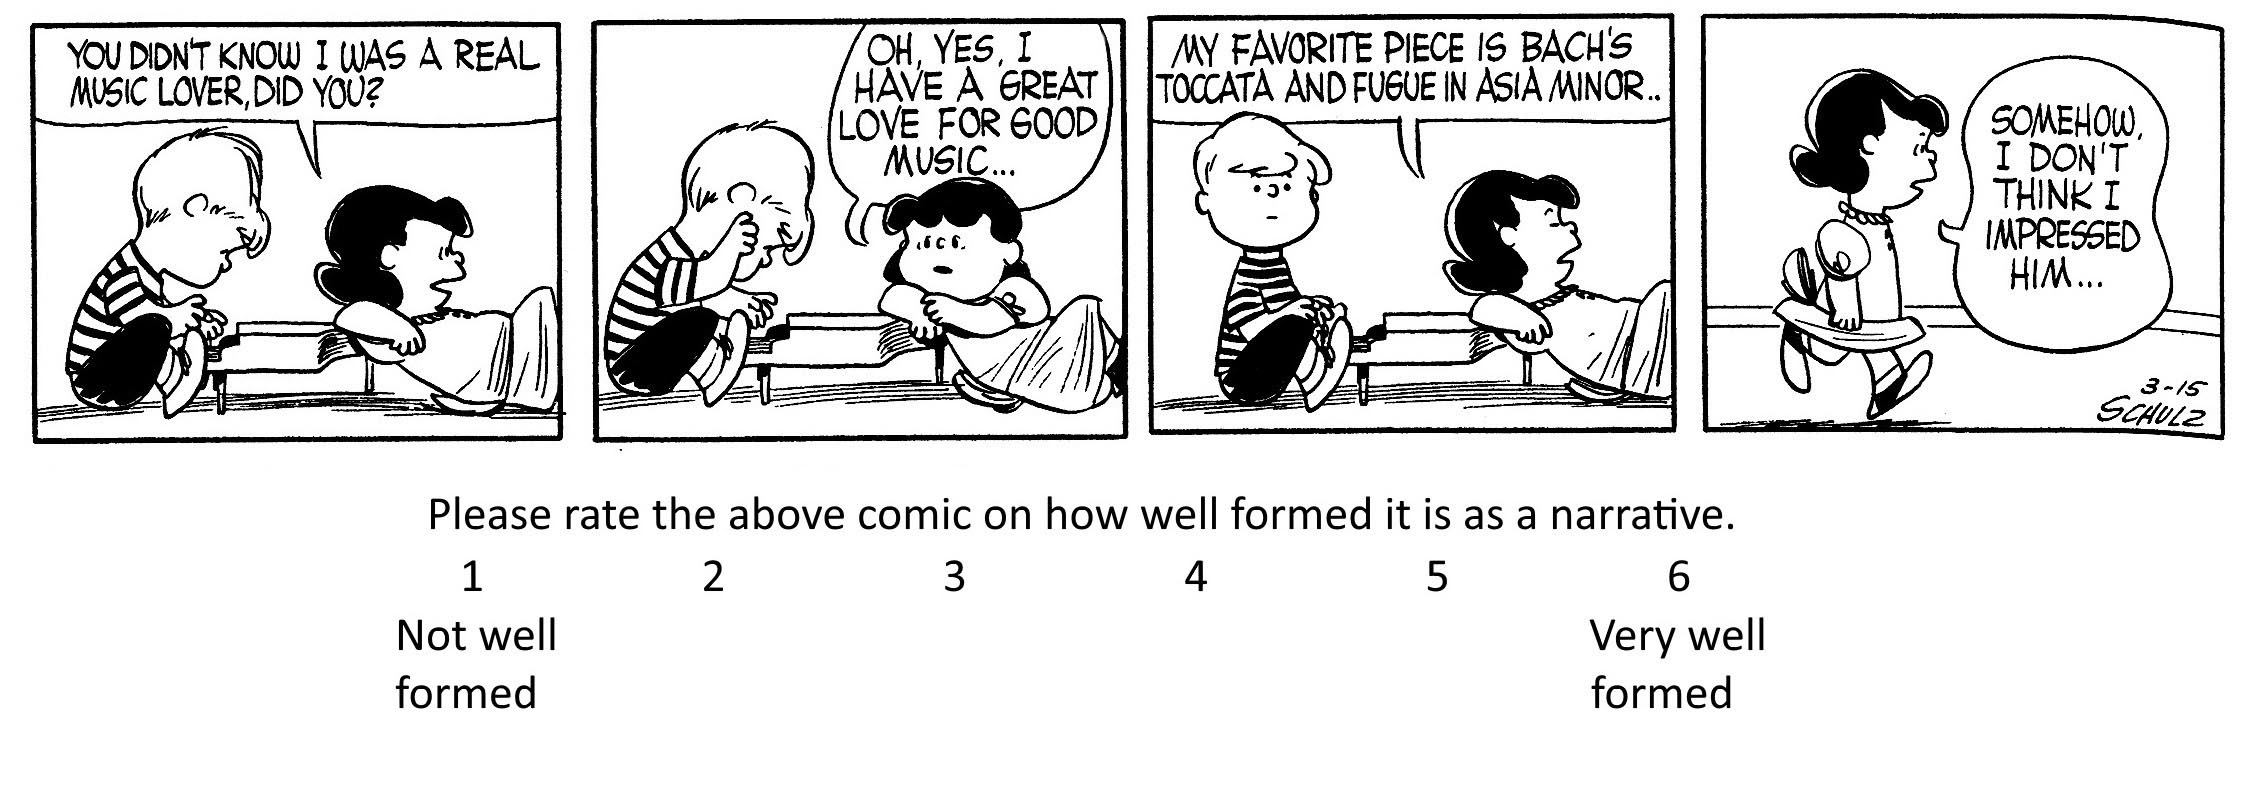 YOU DIDN'T KNOW I WAS A REAL
MUSIC LOVER, DID YOU?
OH, YES, I
HAVE A GREAT
LOVE FOR GOOD
MUSIC...
MY FAVORITE PIECE IS BACH'S
TOCCATA AND FUGUE IN ASIA MINOR..
SOMEHOW,
I DON'T
THINK I
IMPRESSED
HIM...
3-15
SCHULZ
Please rate the above comic on how well formed it is as a narrative.
1 2 3 4 5 6
Not well
formed
Very well
formed